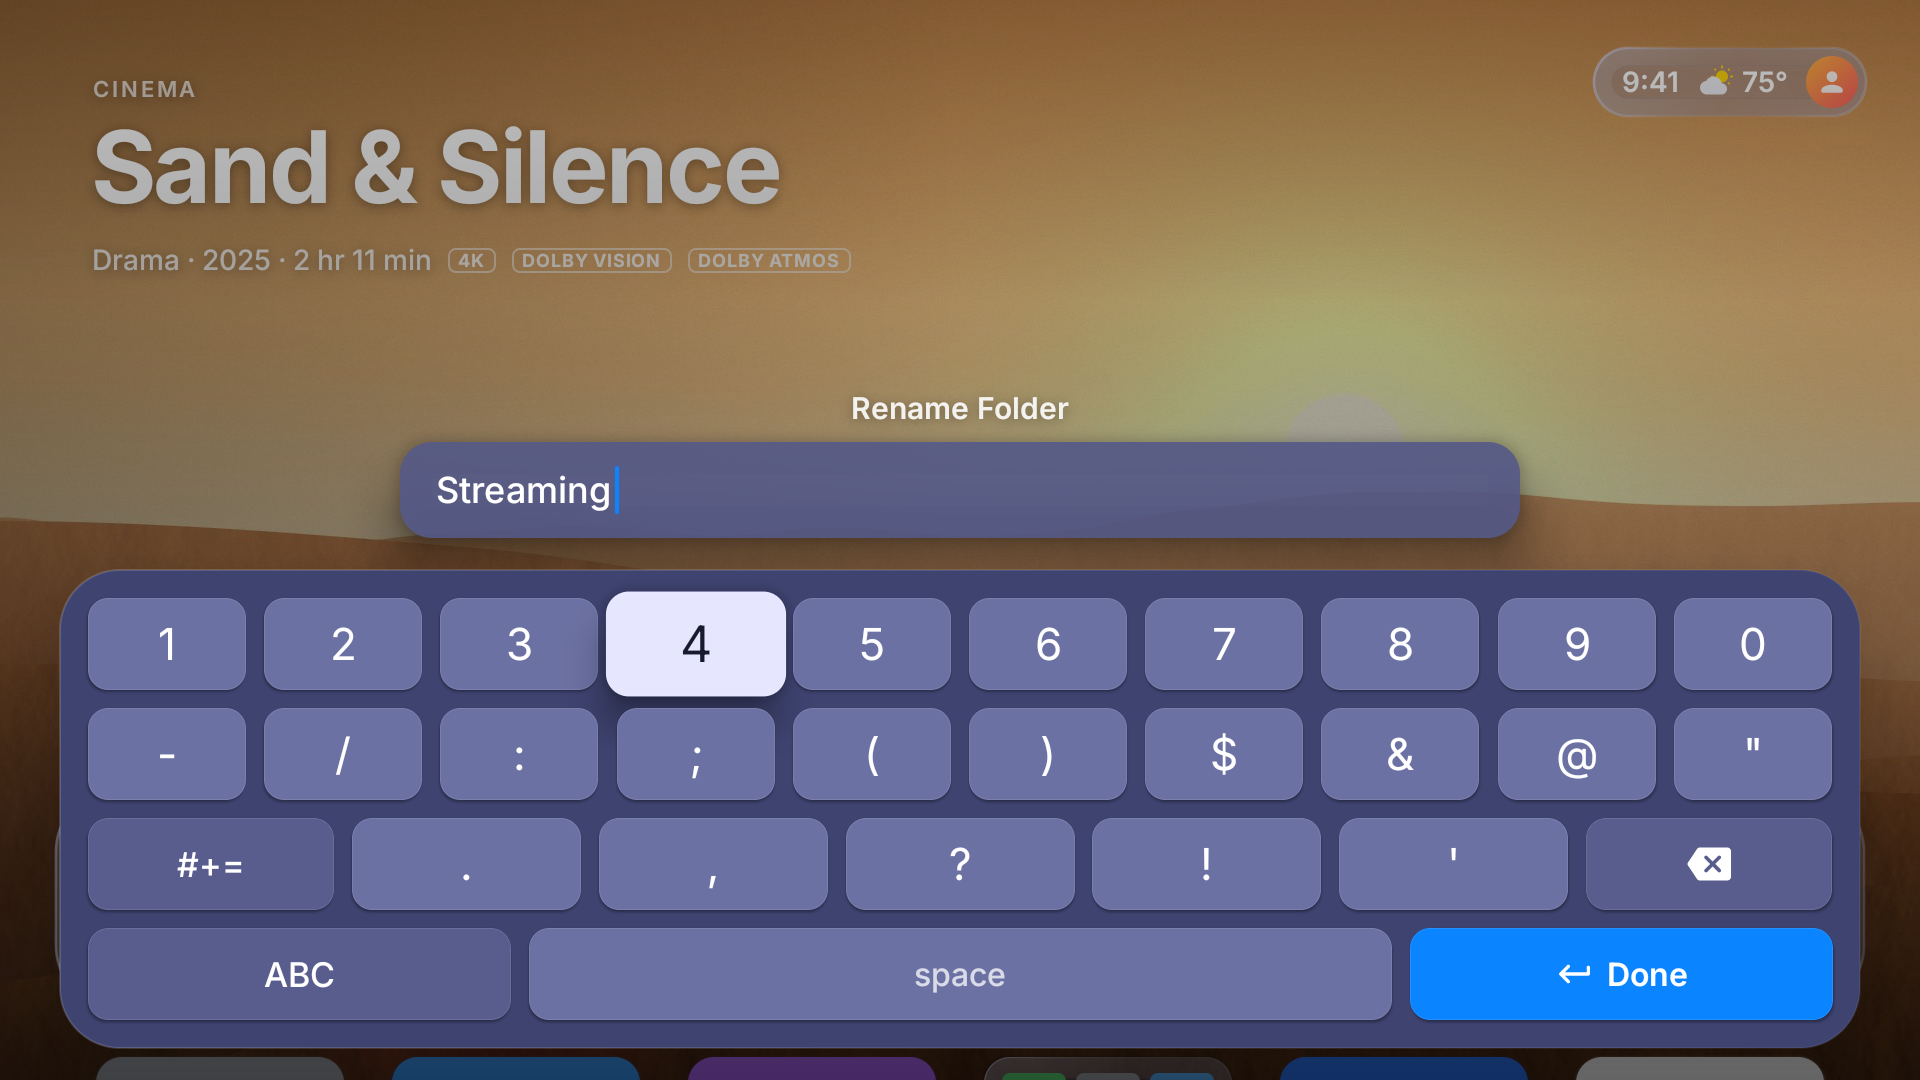 CINEMA
9:41 75°
Sand & Silence
Drama · 2025 · 2 hr 11 min 4K DOLBY VISION DOLBY ATMOS
Rename Folder
Streaming
1 2 3 4 5 6 7 8 9 0
- / : ; ( ) $ & @ "
#+= . , ? ! '
ABC space Done